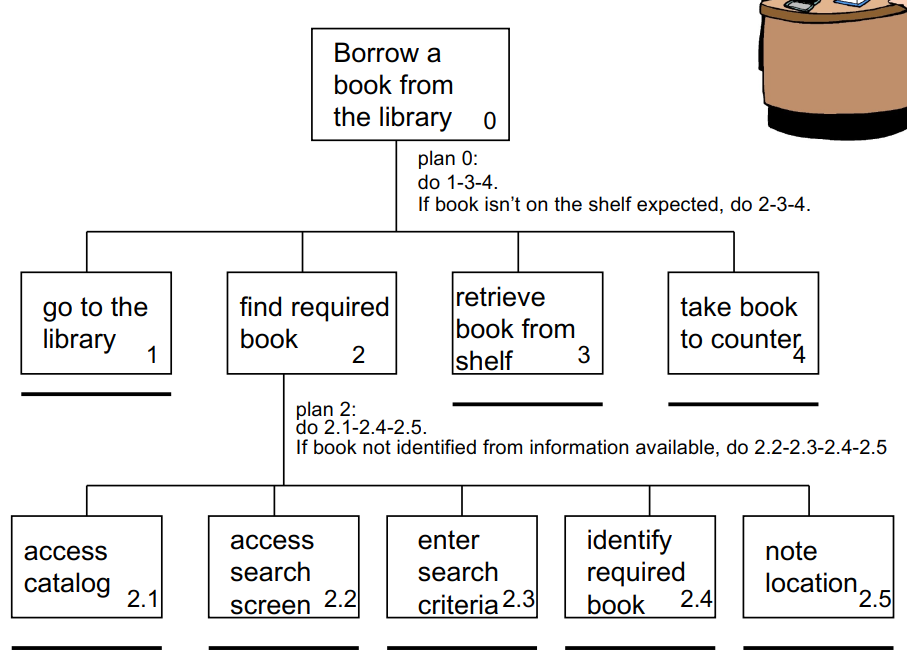 Borrow a
book from
the library 0
plan 0:
do 1-3-4.
If book isn't on the shelf expected, do 2-3-4.
go to the
library 1
find required
book 2
retrieve
book from
shelf 3
take book
to counter 4
plan 2:
do 2.1-2.4-2.5.
If book not identified from information available, do 2.2-2.3-2.4-2.5
access
catalog 2.1
access
search
screen 2.2
enter
search
criteria 2.3
identify
required
book 2.4
note
location 2.5